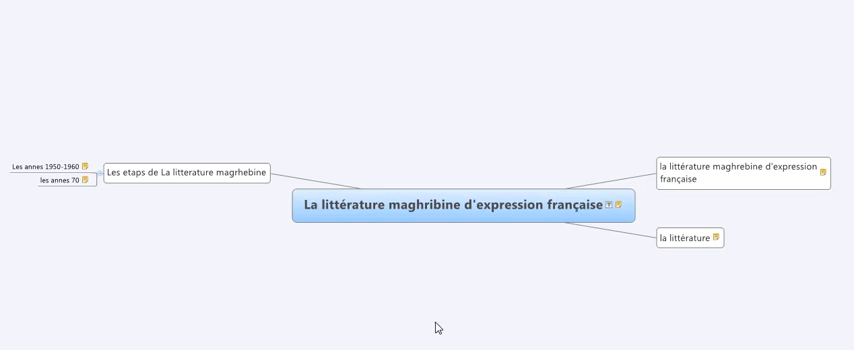 Les annes 1950-1960
les annes 70
Les etaps de La litterature magrhebine
La littérature maghribine d'expression française
la littérature maghrebine d'expression
française
la littérature